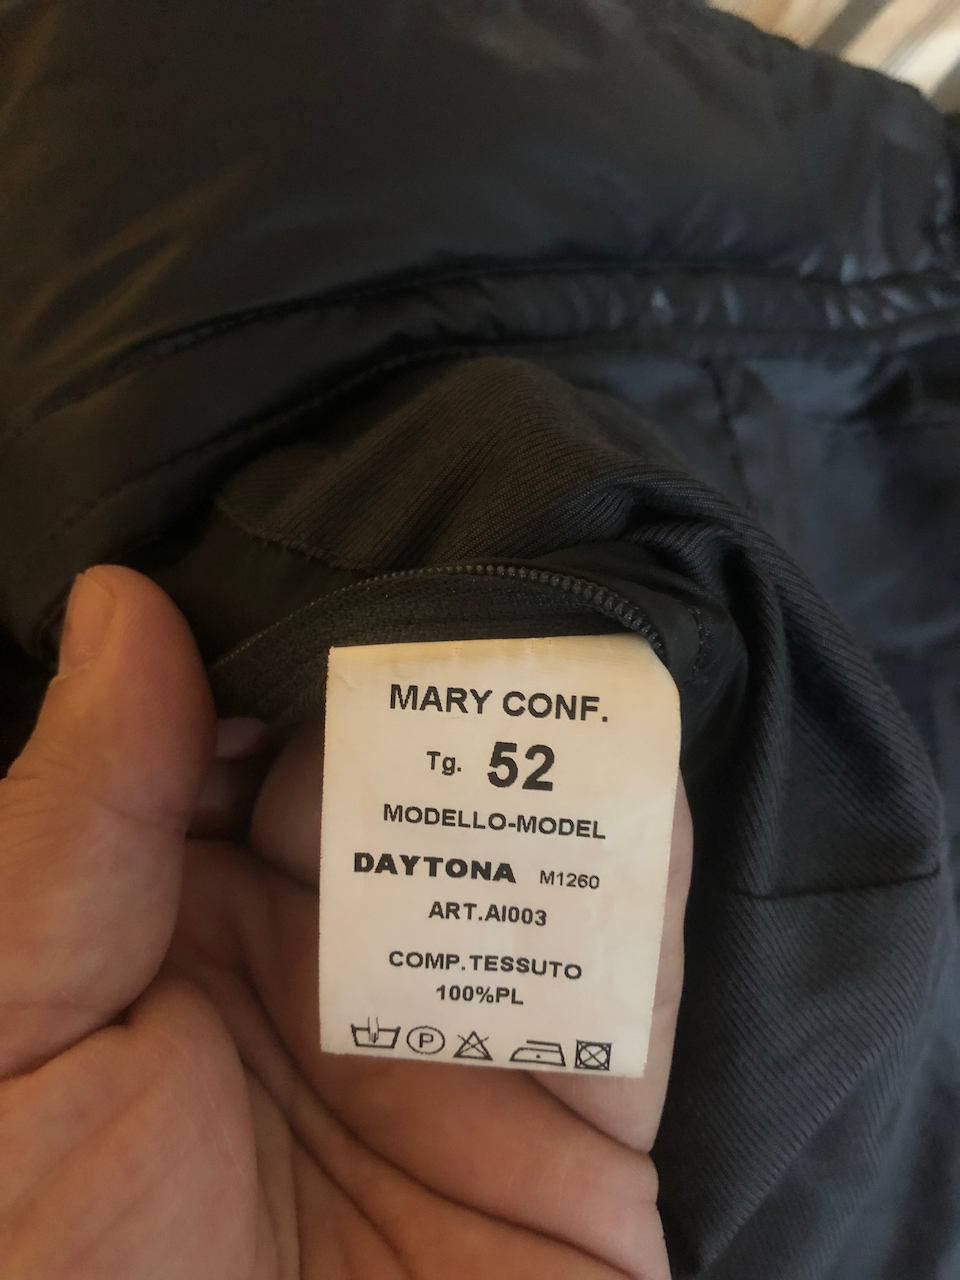 MARY CONF.
Tg. 52
MODELLO-MODEL
DAYTONA M1260
ART.AI003
COMP.TESSUTO
100%PL
P